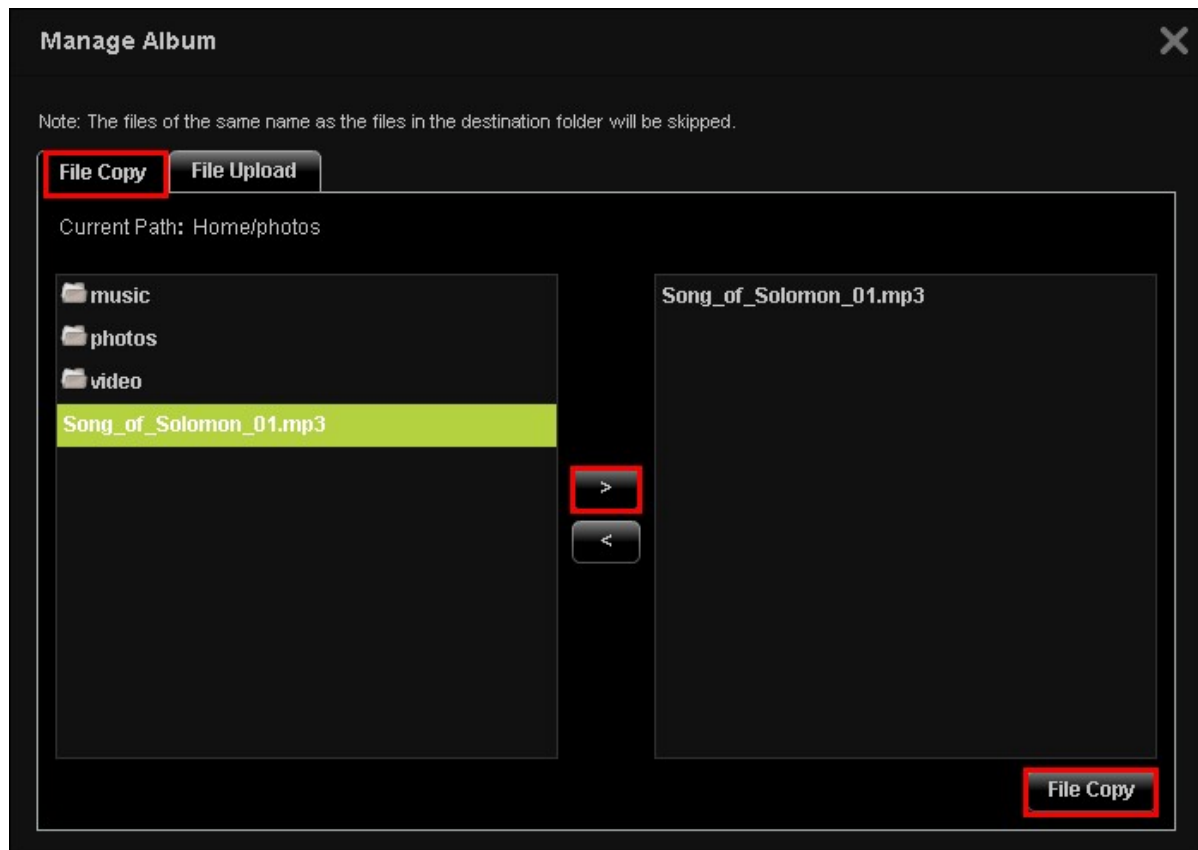 Manage Album
Note: The files of the same name as the files in the destination folder will be skipped.
File Copy File Upload
Current Path: Home/photos
music
photos
video
Song_of_Solomon_01.mp3
>
<
Song_of_Solomon_01.mp3
File Copy